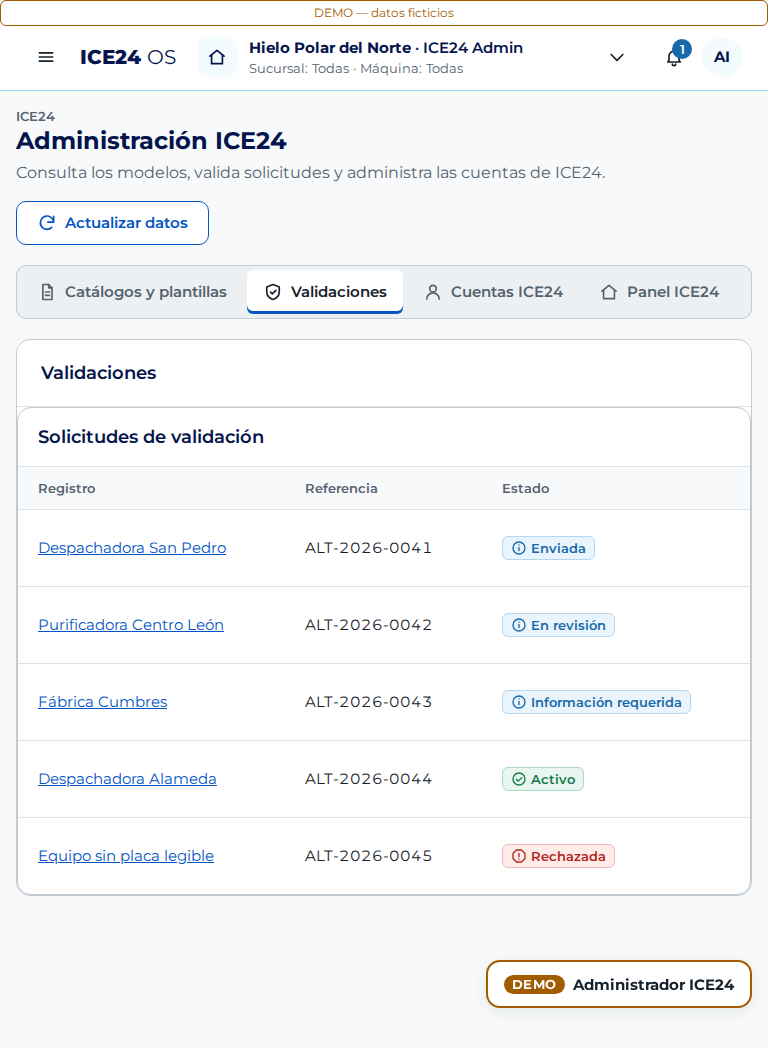 DEMO — datos ficticios
ICE24 OS
Hielo Polar del Norte · ICE24 Admin
Sucursal: Todas · Máquina: Todas
1
AI
ICE24
Administración ICE24
Consulta los modelos, valida solicitudes y administra las cuentas de ICE24.
Actualizar datos
Catálogos y plantillas
Validaciones
Cuentas ICE24
Panel ICE24
Validaciones
Solicitudes de validación
Registro Referencia Estado
Despachadora San Pedro ALT-2026-0041 Enviada
Purificadora Centro León ALT-2026-0042 En revisión
Fábrica Cumbres ALT-2026-0043 Información requerida
Despachadora Alameda ALT-2026-0044 Activo
Equipo sin placa legible ALT-2026-0045 Rechazada
DEMO Administrador ICE24